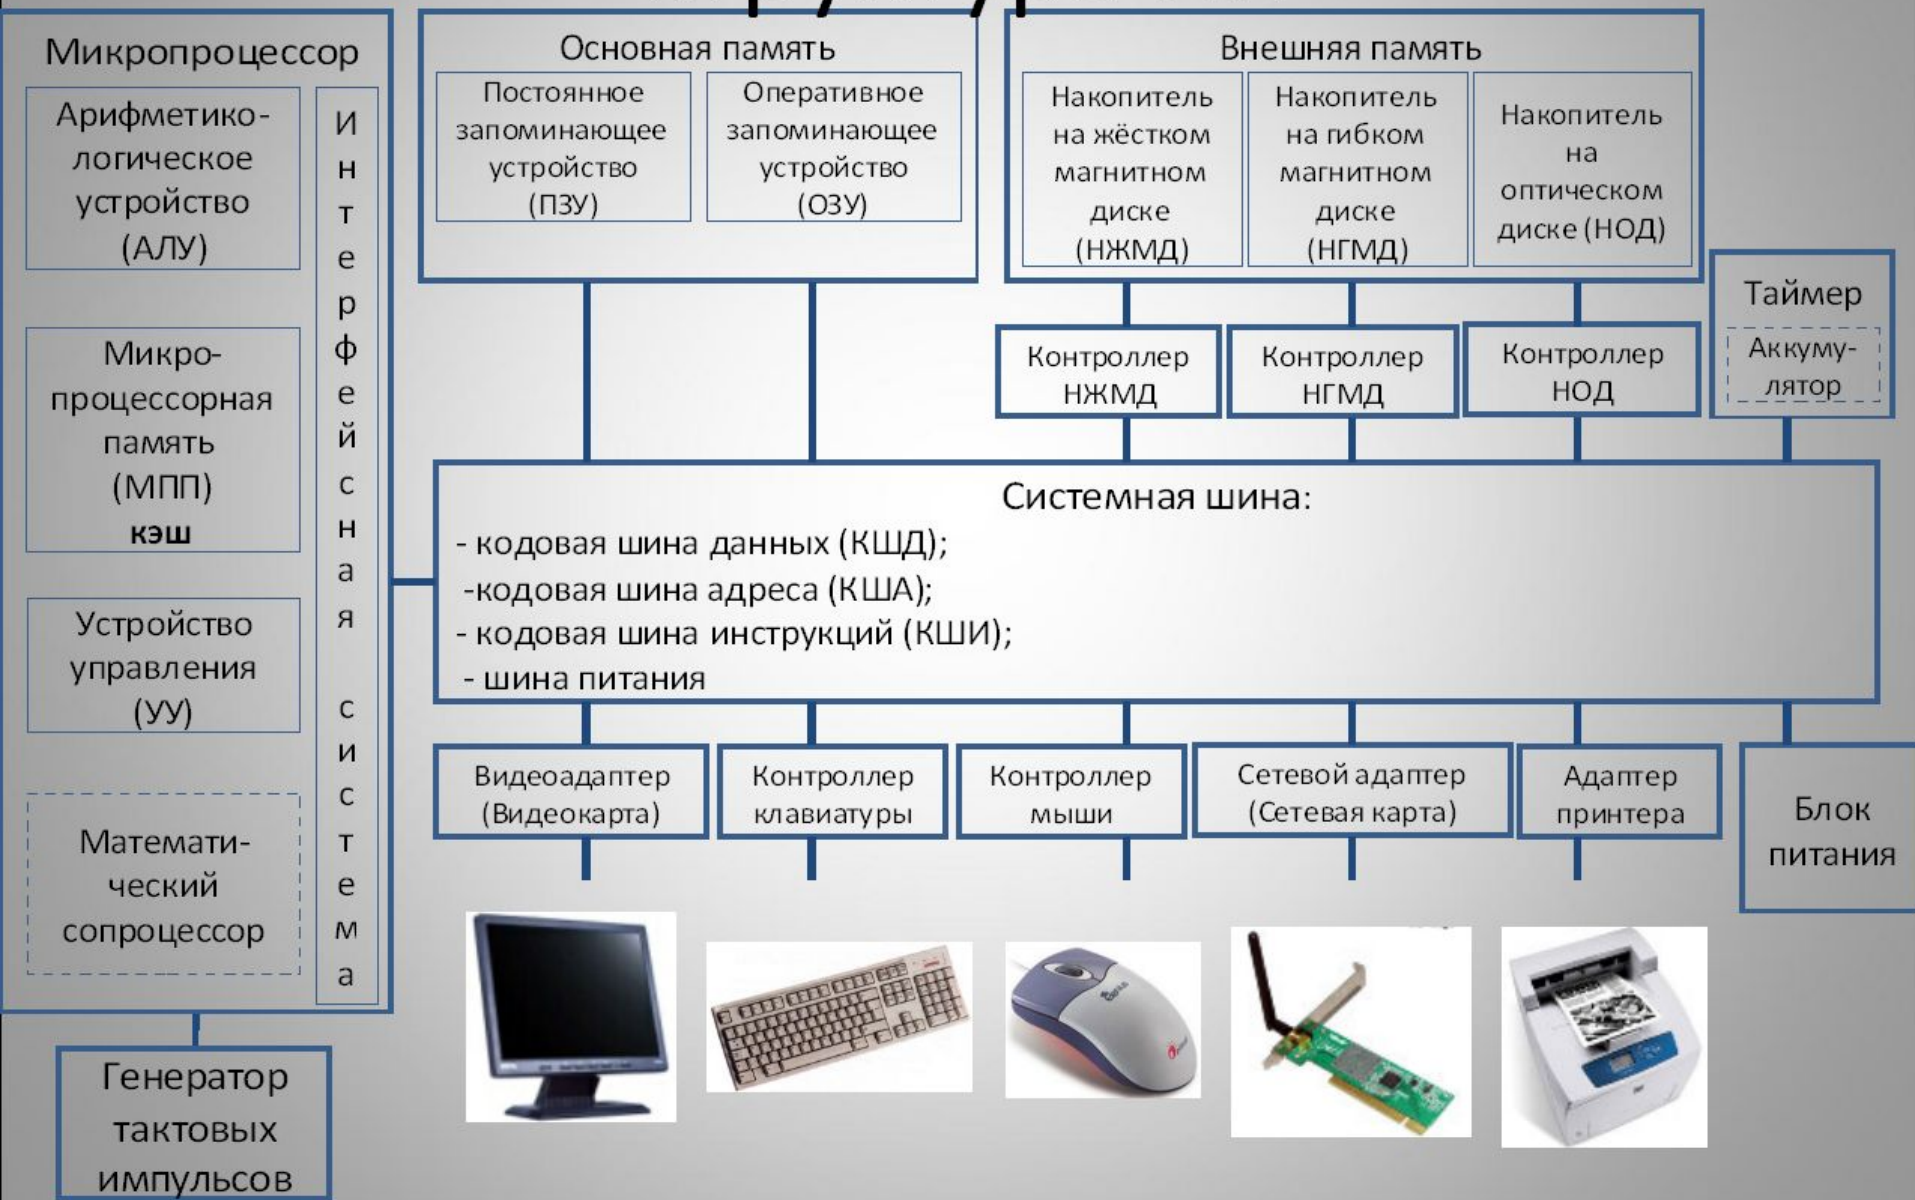 Микропроцессор
Арифметико-
логическое
устройство
(АЛУ)
Микро-
процессорная
память
(МПП)
кэш
Устройство
управления
(УУ)
Математи-
ческий
сопроцессор
Интерфейсная система
Генератор
тактовых
импульсов
Основная память
Постоянное
запоминающее
устройство
(ПЗУ)
Оперативное
запоминающее
устройство
(ОЗУ)
Внешняя память
Накопитель
на жёстком
магнитном
диске
(НЖМД)
Накопитель
на гибком
магнитном
диске
(НГМД)
Накопитель
на
оптическом
диске (НОД)
Контроллер
НЖМД
Контроллер
НГМД
Контроллер
НОД
Таймер
Аккуму-
лятор
Системная шина:
- кодовая шина данных (КШД);
-кодовая шина адреса (КША);
- кодовая шина инструкций (КШИ);
- шина питания
Видеоадаптер
(Видеокарта)
Контроллер
клавиатуры
Контроллер
мыши
Сетевой адаптер
(Сетевая карта)
Адаптер
принтера
Блок
питания